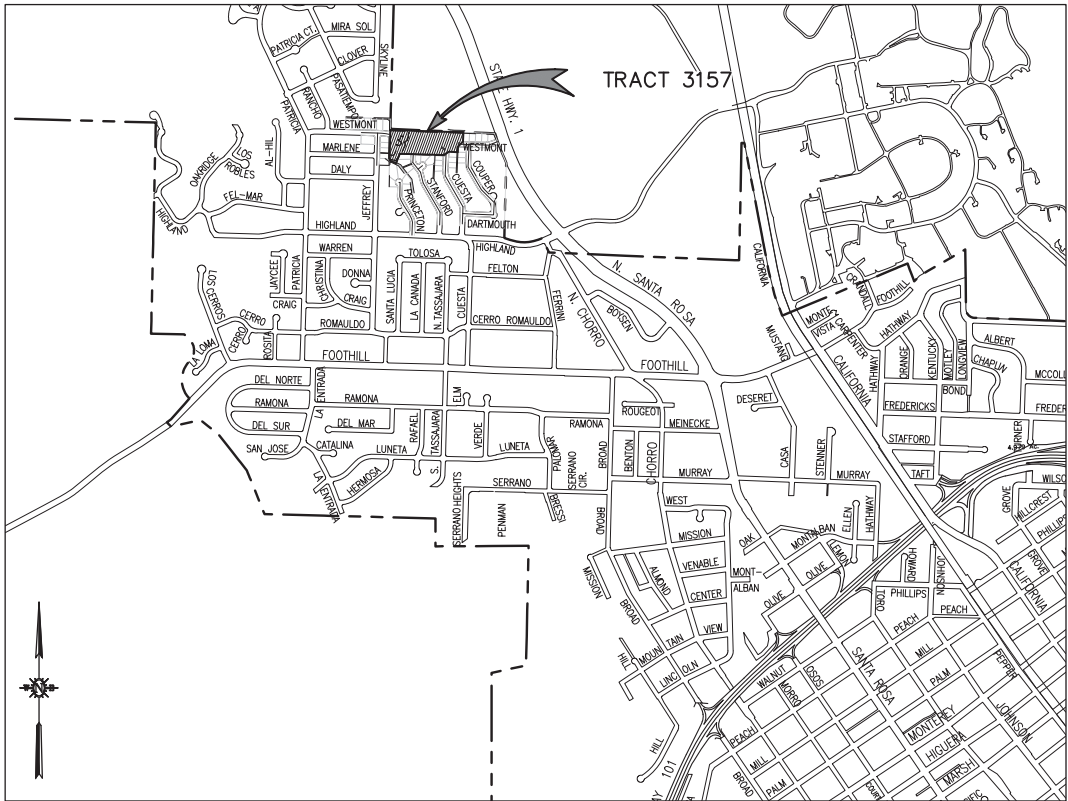 MIRA SOL
PATRICIA CT.
CLOVER
SKYLINE
PASATIEMPO
RANCHO
PATRICIA
STATE HWY. 1
TRACT 3157
WESTMONT
WESTMONT
MARLENE
DALY
AL-HIL
LOS
ROBLES
OAKRIDGE
FEL-MAR
HIGHLAND
JEFFREY
PRINCETON
STANFORD
CUESTA
COUPER
DARTMOUTH
HIGHLAND
HIGHLAND
WARREN
TOLOSA
FELTON
N. SANTA ROSA
CALIFORNIA
CRANDALL
FOOTHILL
LOS CERROS
JAYCEE
PATRICIA
CHRISTINA
DONNA
CRAIG
CRAIG
SANTA LUCIA
LA CANADA
N. TASSAJARA
CUESTA
FERRINI
N. CHORRO
BOYSEN
MONTE
VISTA
CARPENTER
HATHWAY
MUSTANG
CERRO
CERRO
ROMAULDO
CERRO ROMAULDO
ROSITA
LA LOMA
FOOTHILL
FOOTHILL
CALIFORNIA
HATHWAY
ORANGE
KENTUCKY
MOTLEY
LONGVIEW
ALBERT
CHAPLIN
MCCOLL
BOND
DEL NORTE
LA ENTRADA
RAMONA
RAMONA
ELM
DESERET
FREDERICKS
FREDER
DEL SUR
DEL MAR
RAFAEL
S. TASSAJARA
VERDE
LUNETA
LUNETA
RAMONA
ROUGEOT
MEINECKE
BROAD
BENTON
CHORRO
CASA
STENNER
STAFFORD
SAN JOSE
CATALINA
LA ENTRADA
HERMOSA
PALOMAR
SERRANO
CIR.
MURRAY
MURRAY
TAFT
SERRANO HEIGHTS
SERRANO
PENMAN
BRESSI
BROAD
WEST
GROVE
WILSO
HILLCREST
PHILLIPS
MISSION
OAK
MONTALBAN
ELLEN
HATHWAY
LEMON
GROVE
CALIFORNIA
MISSION
ALMOND
VENABLE
MONT-
ALBAN
OLIVE
HOWARD
JOHNSON
CENTER
OLIVE
TORO
PHILLIPS
PEACH
PEACH
BROAD
VIEW
MOUN
TAIN
LINC
OLN
HILL
MILL
PALM
SANTA ROSA
PEPPER
WALNUT
MORRO
OSOS
MONTEREY
JOHNSON
HIGUERA
MARSH
HILL
PEACH
MILL
PALM
BROAD
COURT
101
N